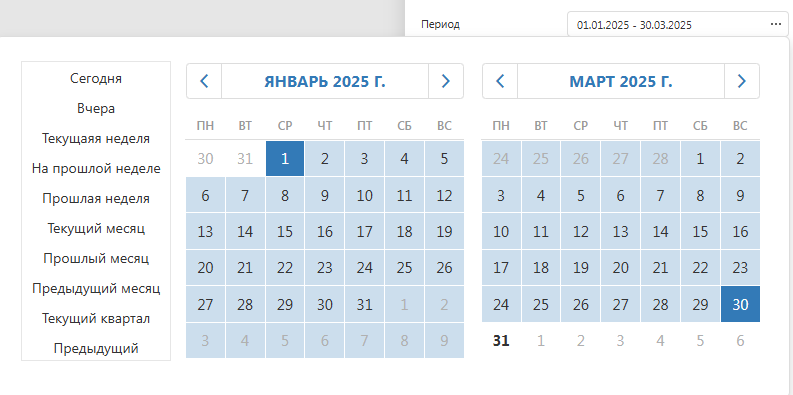 Период 01.01.2025 - 30.03.2025 ...
Сегодня
Вчера
Текущаяя неделя
На прошлой неделе
Прошлая неделя
Текущий месяц
Прошлый месяц
Предыдущий месяц
Текущий квартал
Предыдущий
ЯНВАРЬ 2025 Г.
ПН ВТ СР ЧТ ПТ СБ ВС
30 31 1 2 3 4 5
6 7 8 9 10 11 12
13 14 15 16 17 18 19
20 21 22 23 24 25 26
27 28 29 30 31 1 2
3 4 5 6 7 8 9
МАРТ 2025 Г.
ПН ВТ СР ЧТ ПТ СБ ВС
24 25 26 27 28 1 2
3 4 5 6 7 8 9
10 11 12 13 14 15 16
17 18 19 20 21 22 23
24 25 26 27 28 29 30
31 1 2 3 4 5 6